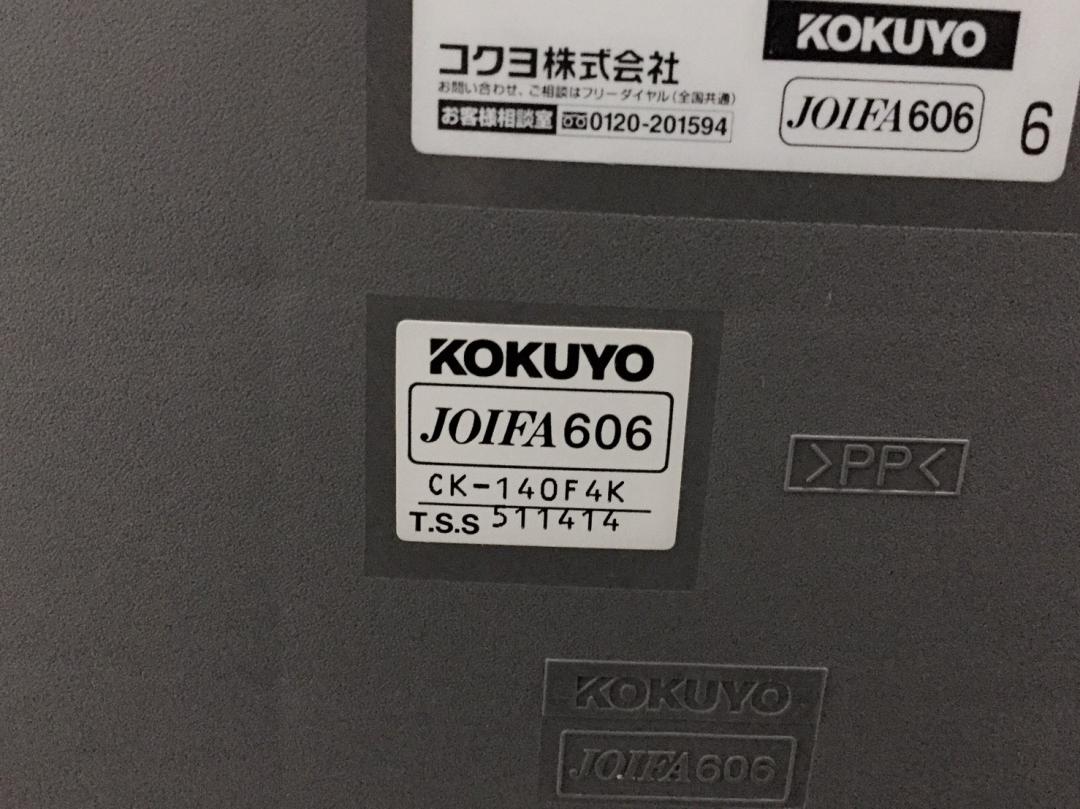 KOKUYO
コクヨ株式会社
お問い合わせ、ご相談はフリーダイヤル(全国共通)
お客様相談室 0120-201594
JOIFA606
6
KOKUYO
JOIFA606
CK-140F4K
T.S.S 511414
>PP<
KOKUYO
JOIFA606